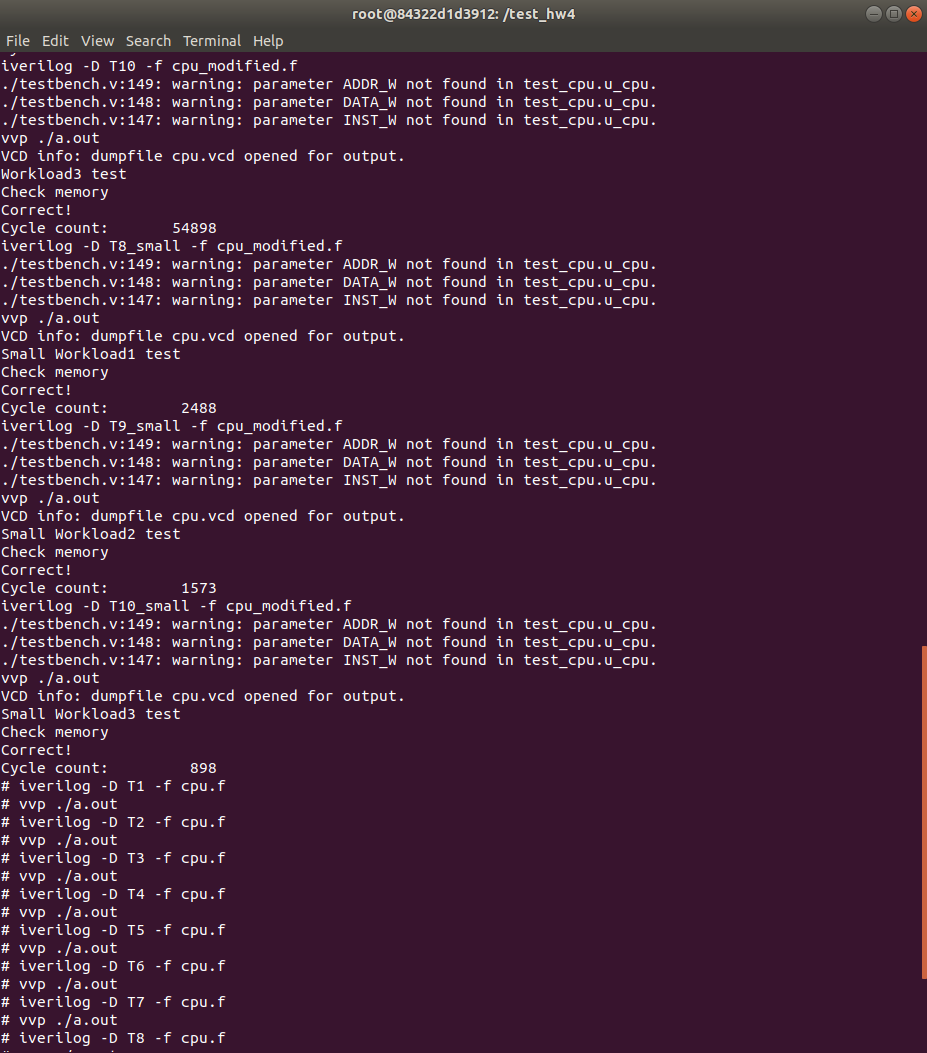 root@84322d1d3912: /test_hw4
File Edit View Search Terminal Help
iverilog -D T10 -f cpu_modified.f
./testbench.v:149: warning: parameter ADDR_W not found in test_cpu.u_cpu.
./testbench.v:148: warning: parameter DATA_W not found in test_cpu.u_cpu.
./testbench.v:147: warning: parameter INST_W not found in test_cpu.u_cpu.
vvp ./a.out
VCD info: dumpfile cpu.vcd opened for output.
Workload3 test
Check memory
Correct!
Cycle count:       54898
iverilog -D T8_small -f cpu_modified.f
./testbench.v:149: warning: parameter ADDR_W not found in test_cpu.u_cpu.
./testbench.v:148: warning: parameter DATA_W not found in test_cpu.u_cpu.
./testbench.v:147: warning: parameter INST_W not found in test_cpu.u_cpu.
vvp ./a.out
VCD info: dumpfile cpu.vcd opened for output.
Small Workload1 test
Check memory
Correct!
Cycle count:        2488
iverilog -D T9_small -f cpu_modified.f
./testbench.v:149: warning: parameter ADDR_W not found in test_cpu.u_cpu.
./testbench.v:148: warning: parameter DATA_W not found in test_cpu.u_cpu.
./testbench.v:147: warning: parameter INST_W not found in test_cpu.u_cpu.
vvp ./a.out
VCD info: dumpfile cpu.vcd opened for output.
Small Workload2 test
Check memory
Correct!
Cycle count:        1573
iverilog -D T10_small -f cpu_modified.f
./testbench.v:149: warning: parameter ADDR_W not found in test_cpu.u_cpu.
./testbench.v:148: warning: parameter DATA_W not found in test_cpu.u_cpu.
./testbench.v:147: warning: parameter INST_W not found in test_cpu.u_cpu.
vvp ./a.out
VCD info: dumpfile cpu.vcd opened for output.
Small Workload3 test
Check memory
Correct!
Cycle count:         898
# iverilog -D T1 -f cpu.f
# vvp ./a.out
# iverilog -D T2 -f cpu.f
# vvp ./a.out
# iverilog -D T3 -f cpu.f
# vvp ./a.out
# iverilog -D T4 -f cpu.f
# vvp ./a.out
# iverilog -D T5 -f cpu.f
# vvp ./a.out
# iverilog -D T6 -f cpu.f
# vvp ./a.out
# iverilog -D T7 -f cpu.f
# vvp ./a.out
# iverilog -D T8 -f cpu.f